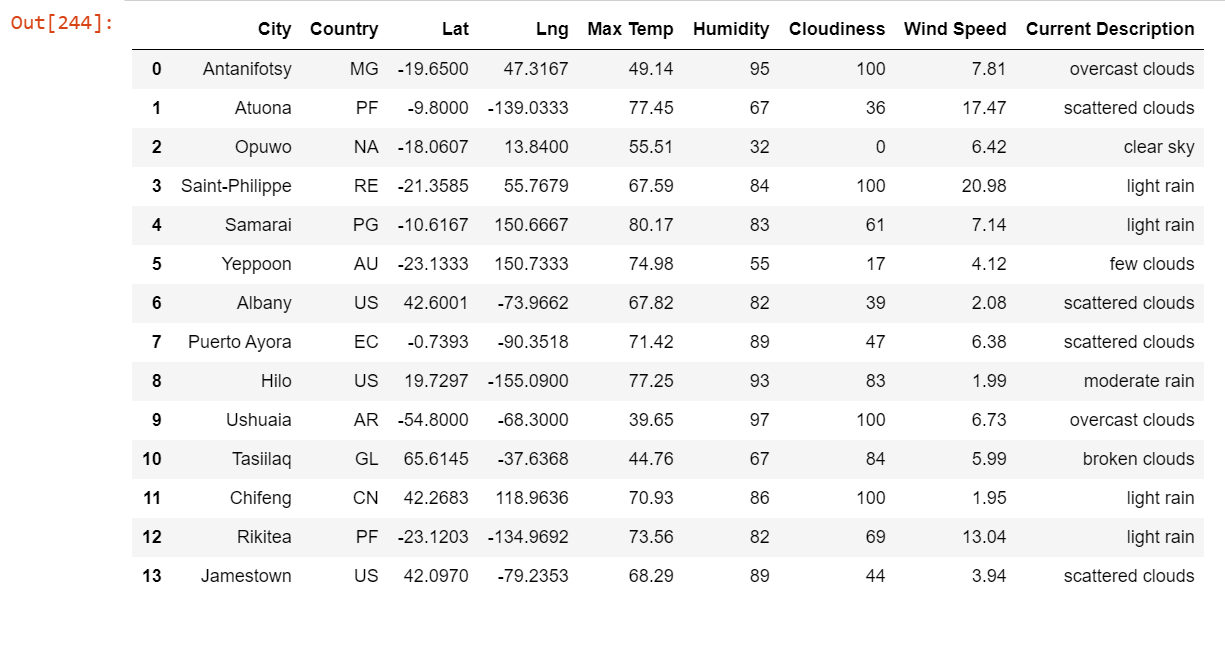 Out[244]:
City Country Lat Lng Max Temp Humidity Cloudiness Wind Speed Current Description
0 Antanifotsy MG -19.6500 47.3167 49.14 95 100 7.81 overcast clouds
1 Atuona PF -9.8000 -139.0333 77.45 67 36 17.47 scattered clouds
2 Opuwo NA -18.0607 13.8400 55.51 32 0 6.42 clear sky
3 Saint-Philippe RE -21.3585 55.7679 67.59 84 100 20.98 light rain
4 Samarai PG -10.6167 150.6667 80.17 83 61 7.14 light rain
5 Yeppoon AU -23.1333 150.7333 74.98 55 17 4.12 few clouds
6 Albany US 42.6001 -73.9662 67.82 82 39 2.08 scattered clouds
7 Puerto Ayora EC -0.7393 -90.3518 71.42 89 47 6.38 scattered clouds
8 Hilo US 19.7297 -155.0900 77.25 93 83 1.99 moderate rain
9 Ushuaia AR -54.8000 -68.3000 39.65 97 100 6.73 overcast clouds
10 Tasiilaq GL 65.6145 -37.6368 44.76 67 84 5.99 broken clouds
11 Chifeng CN 42.2683 118.9636 70.93 86 100 1.95 light rain
12 Rikitea PF -23.1203 -134.9692 73.56 82 69 13.04 light rain
13 Jamestown US 42.0970 -79.2353 68.29 89 44 3.94 scattered clouds